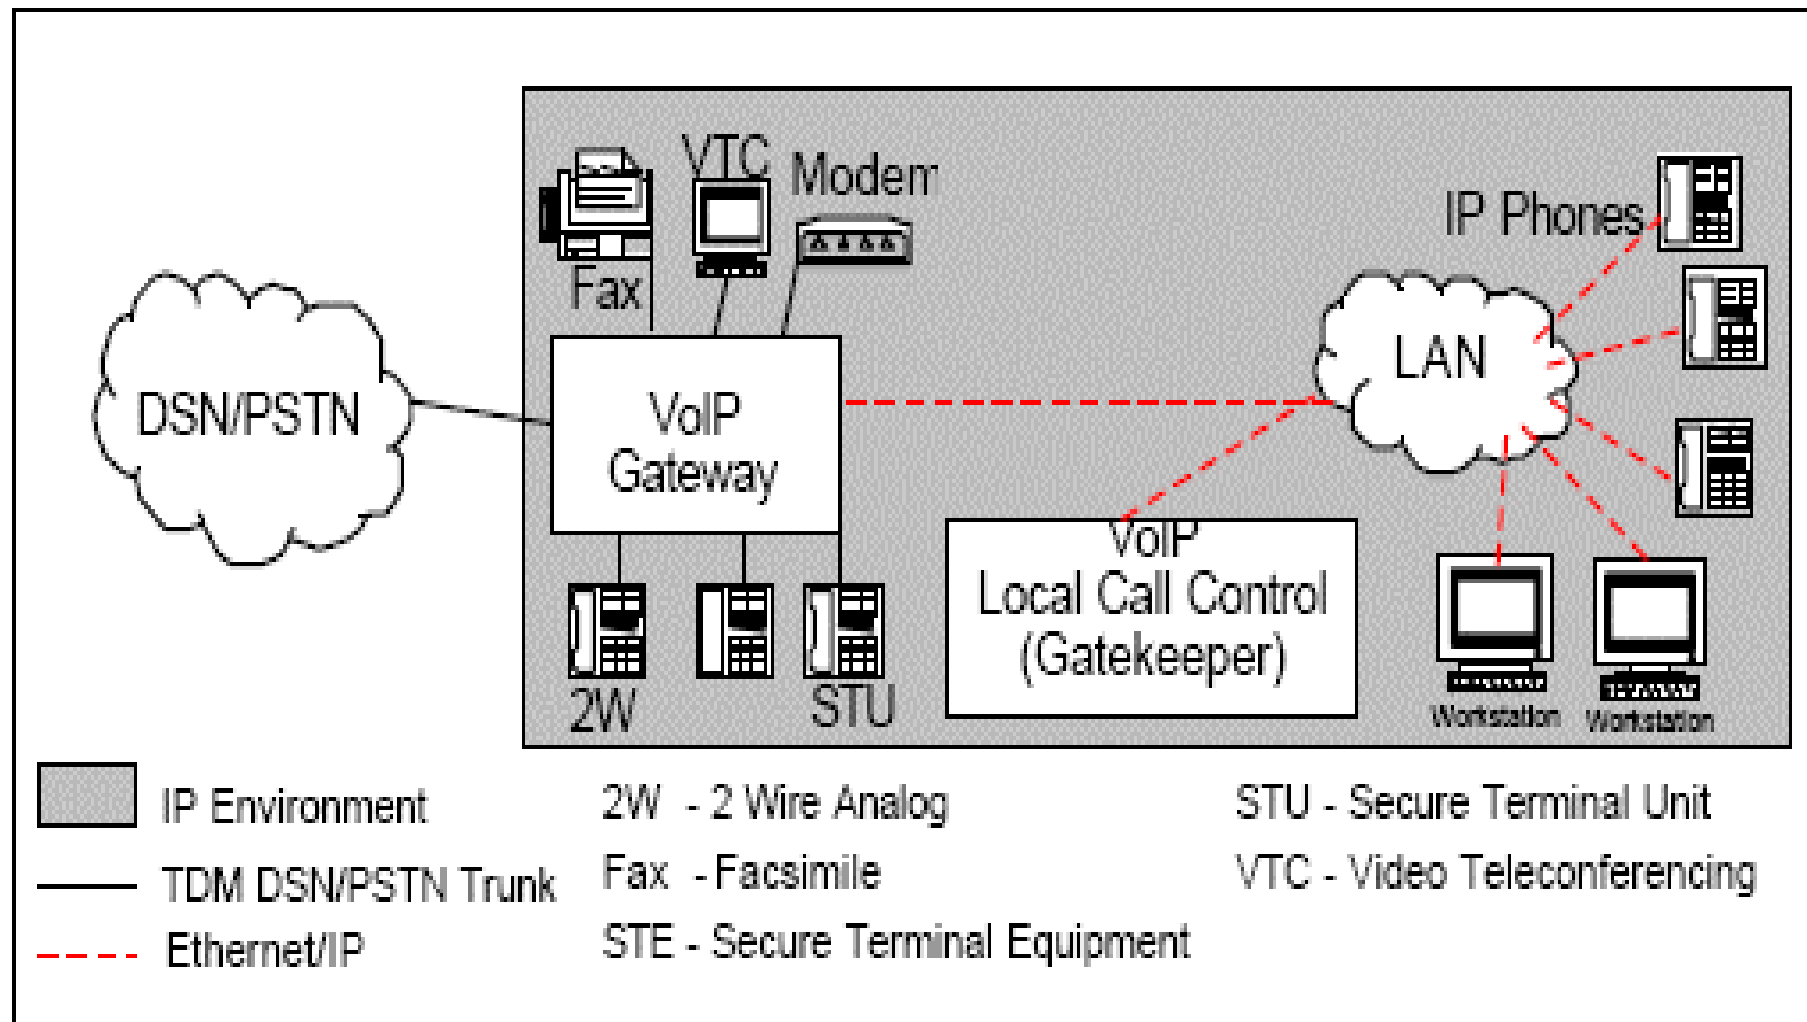 VTC
Modem
Fax
IP Phones
LAN
DSN/PSTN
VoIP
Gateway
VoIP
Local Call Control
(Gatekeeper)
2W
STU
Workstation
Workstation
IP Environment
TDM DSN/PSTN Trunk
Ethernet/IP
2W - 2 Wire Analog
Fax - Facsimile
STE - Secure Terminal Equipment
STU - Secure Terminal Unit
VTC - Video Teleconferencing